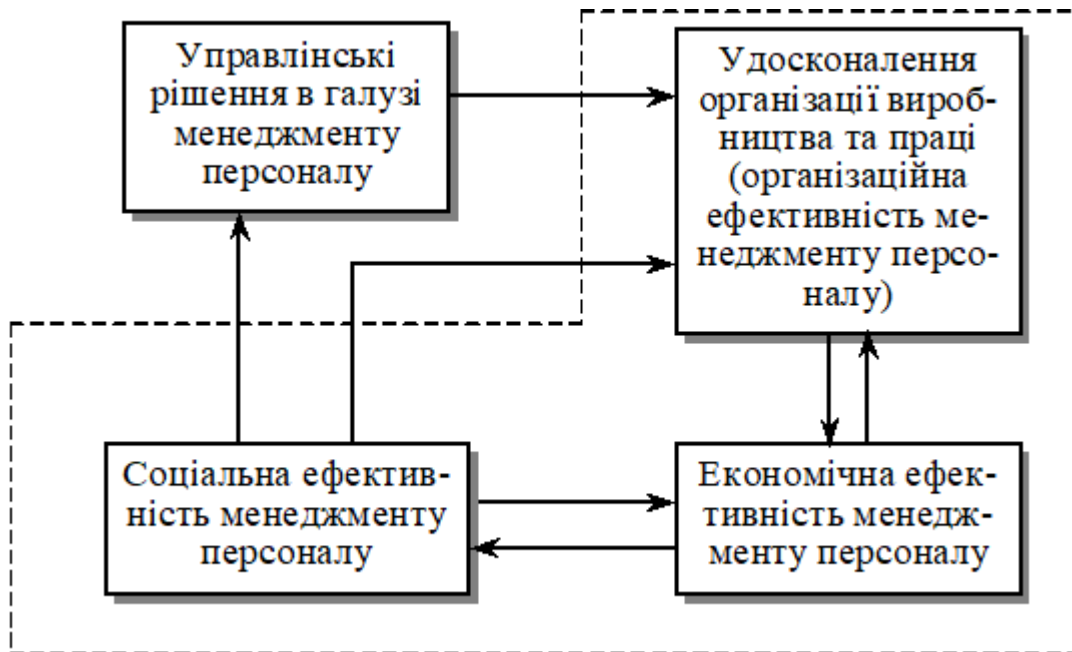 Управлінські
рішення в галузі
менеджменту
персоналу
Удосконалення
організації вироб-
ництва та праці
(організаційна
ефективність ме-
неджменту персо-
налу)
Соціальна ефектив-
ність менеджменту
персоналу
Економічна ефек-
тивність менедж-
менту персоналу